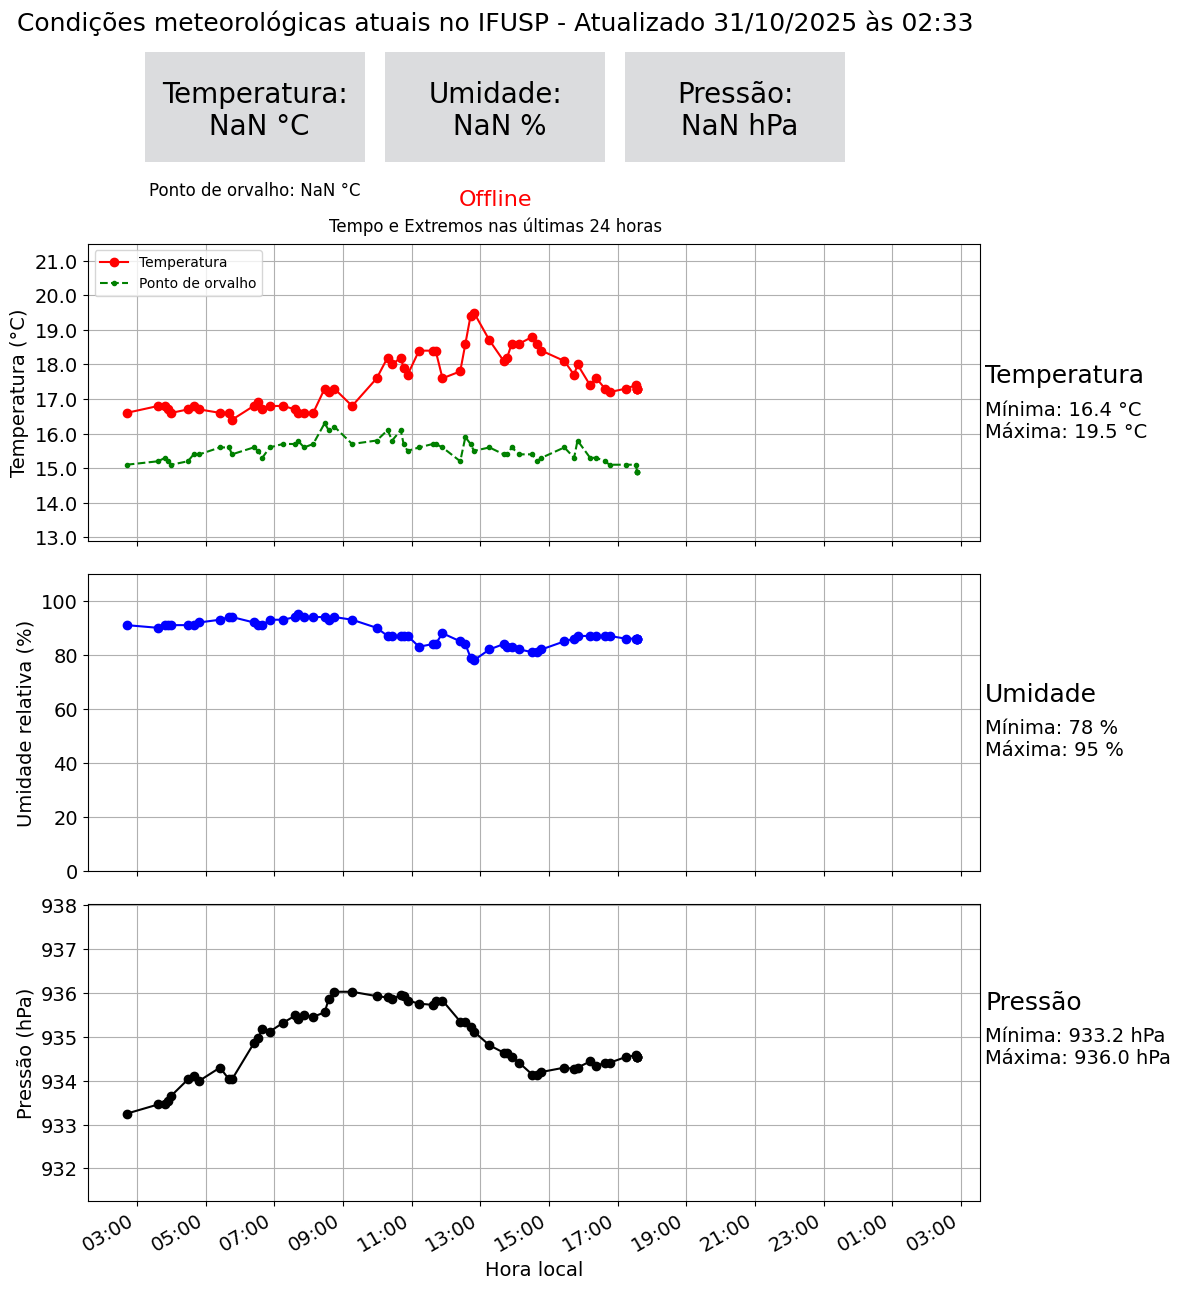 Condições meteorológicas atuais no IFUSP - Atualizado 31/10/2025 às 02:33
Temperatura:
NaN °C
Umidade:
NaN %
Pressão:
NaN hPa
Ponto de orvalho: NaN °C
Offline
Tempo e Extremos nas últimas 24 horas
Temperatura (°C)
21.0
20.0
19.0
18.0
17.0
16.0
15.0
14.0
13.0
Temperatura
Ponto de orvalho
Temperatura
Mínima: 16.4 °C
Máxima: 19.5 °C
Umidade relativa (%)
100
80
60
40
20
0
Umidade
Mínima: 78 %
Máxima: 95 %
Pressão (hPa)
938
937
936
935
934
933
932
Pressão
Mínima: 933.2 hPa
Máxima: 936.0 hPa
03:00
05:00
07:00
09:00
11:00
13:00
15:00
17:00
19:00
21:00
23:00
01:00
03:00
Hora local